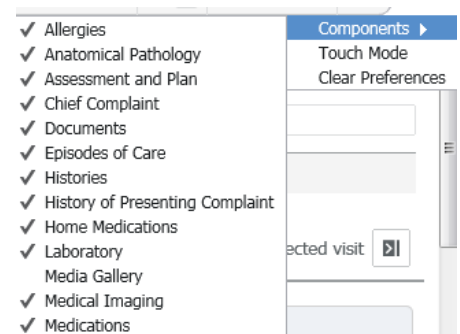 Allergies
Anatomical Pathology
Assessment and Plan
Chief Complaint
Documents
Episodes of Care
Histories
History of Presenting Complaint
Home Medications
Laboratory
Media Gallery
Medical Imaging
Medications
Components
Touch Mode
Clear Preferences
ected visit